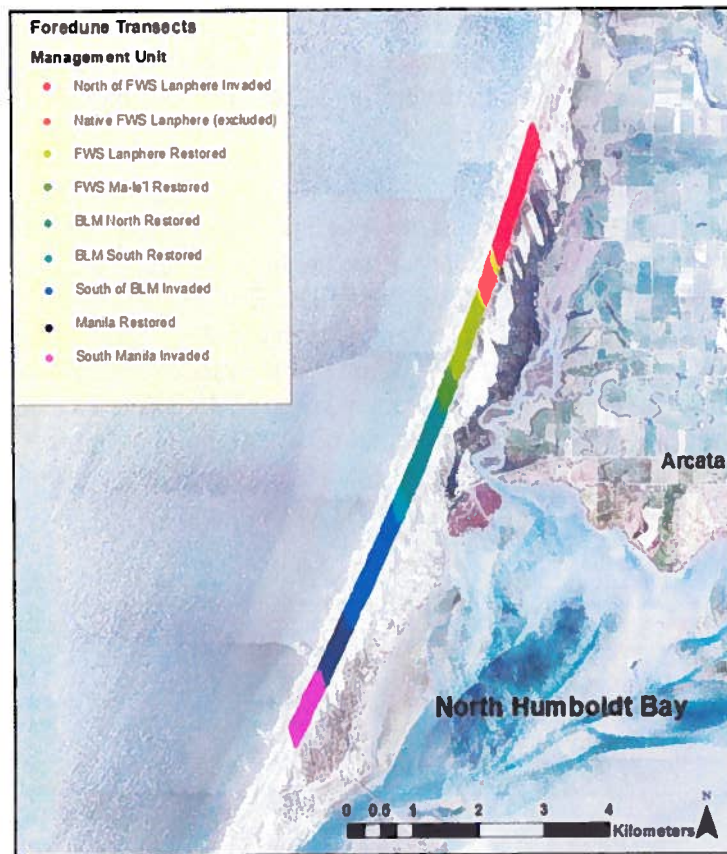 Foredune Transects
Management Unit
North of FWS Lanphere Invaded
Native FWS Lanphere (excluded)
FWS Lanphere Restored
FWS Ma-le'l Restored
BLM North Restored
BLM South Restored
South of BLM Invaded
Manila Restored
South Manila Invaded
Arcata
North Humboldt Bay
N
0 0.5 1 2 3 4
Kilometers